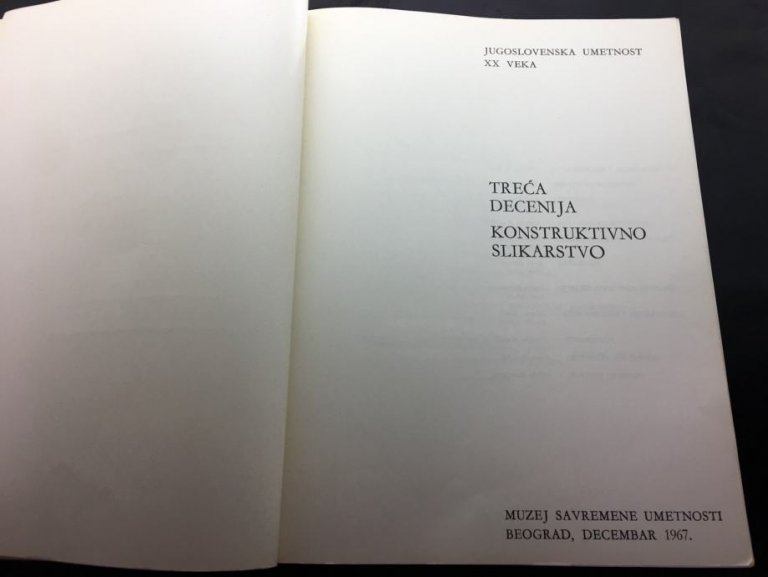 JUGOSLOVENSKA UMETNOST
XX VEKA
TREĆA
DECENIJA
KONSTRUKTIVNO
SLIKARSTVO
MUZEJ SAVREMENE UMETNOSTI
BEOGRAD, DECEMBAR 1967.